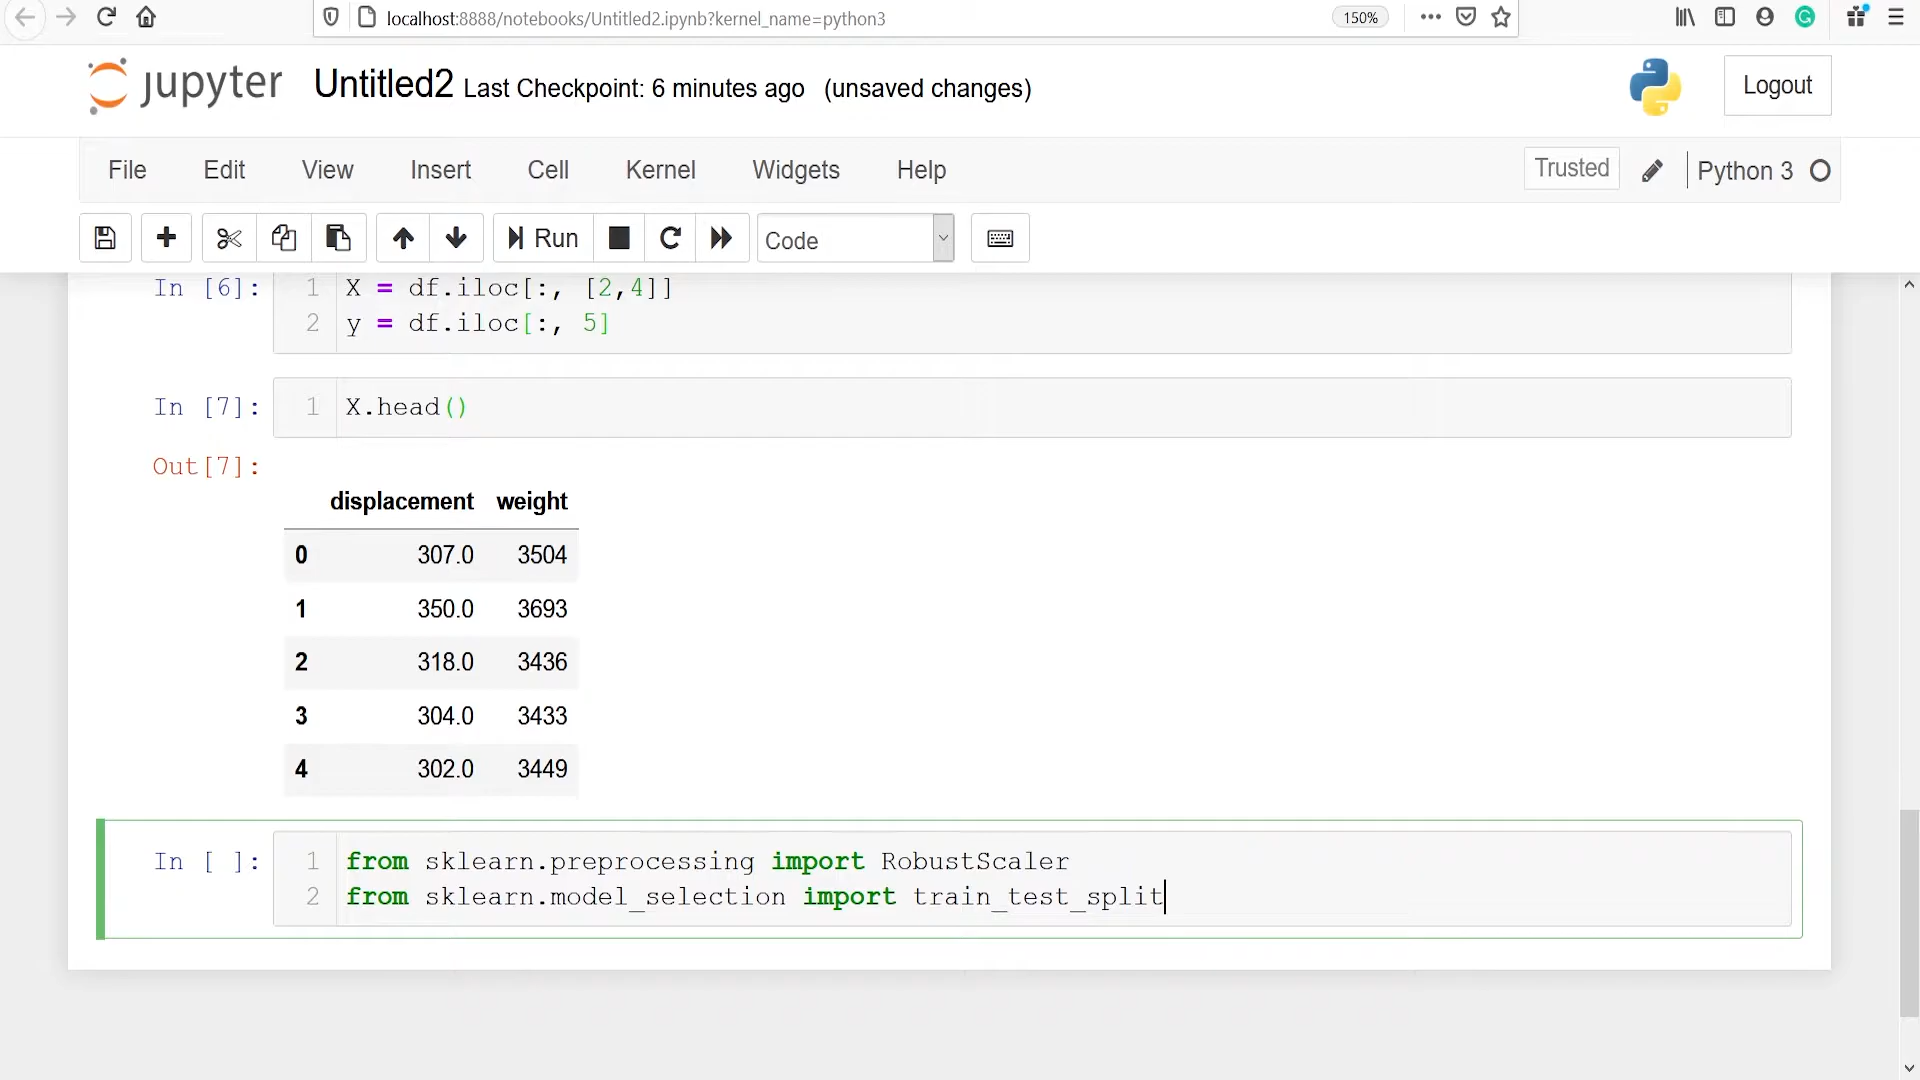 localhost:8888/notebooks/Untitled2.ipynb?kernel_name=python3
150%
jupyter Untitled2 Last Checkpoint: 6 minutes ago (unsaved changes)
Logout
File Edit View Insert Cell Kernel Widgets Help
Trusted
Python 3
Run
Code
In [6]:
1 X = df.iloc[:, [2,4]]
2 y = df.iloc[:, 5]
In [7]:
1 X.head()
Out[7]:
displacement weight
0 307.0 3504
1 350.0 3693
2 318.0 3436
3 304.0 3433
4 302.0 3449
In [ ]:
1 from sklearn.preprocessing import RobustScaler
2 from sklearn.model_selection import train_test_split